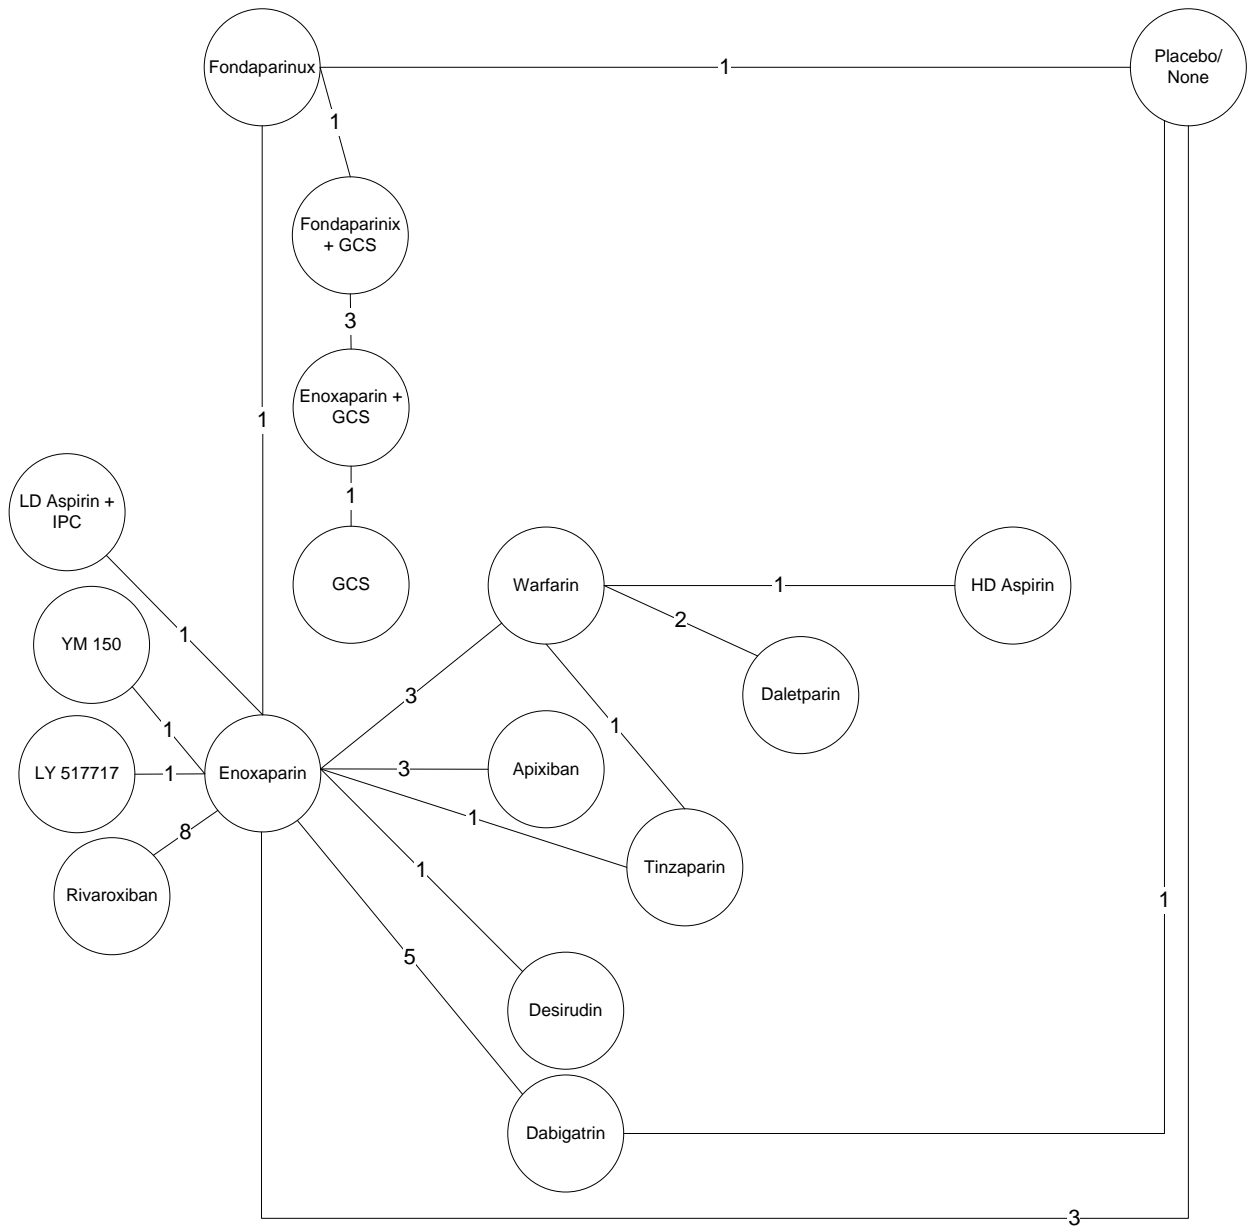 Fondaparinux
1
Placebo/
None
1
Fondaparinix
+ GCS
3
Enoxaparin +
GCS
1
1
LD Aspirin +
IPC
GCS
Warfarin
1
HD Aspirin
2
1
YM 150
3
Daletparin
1
1
LY 517717
1
Enoxaparin
3
Apixiban
1
8
Rivaroxiban
Tinzaparin
1
1
5
Desirudin
Dabigatrin
3